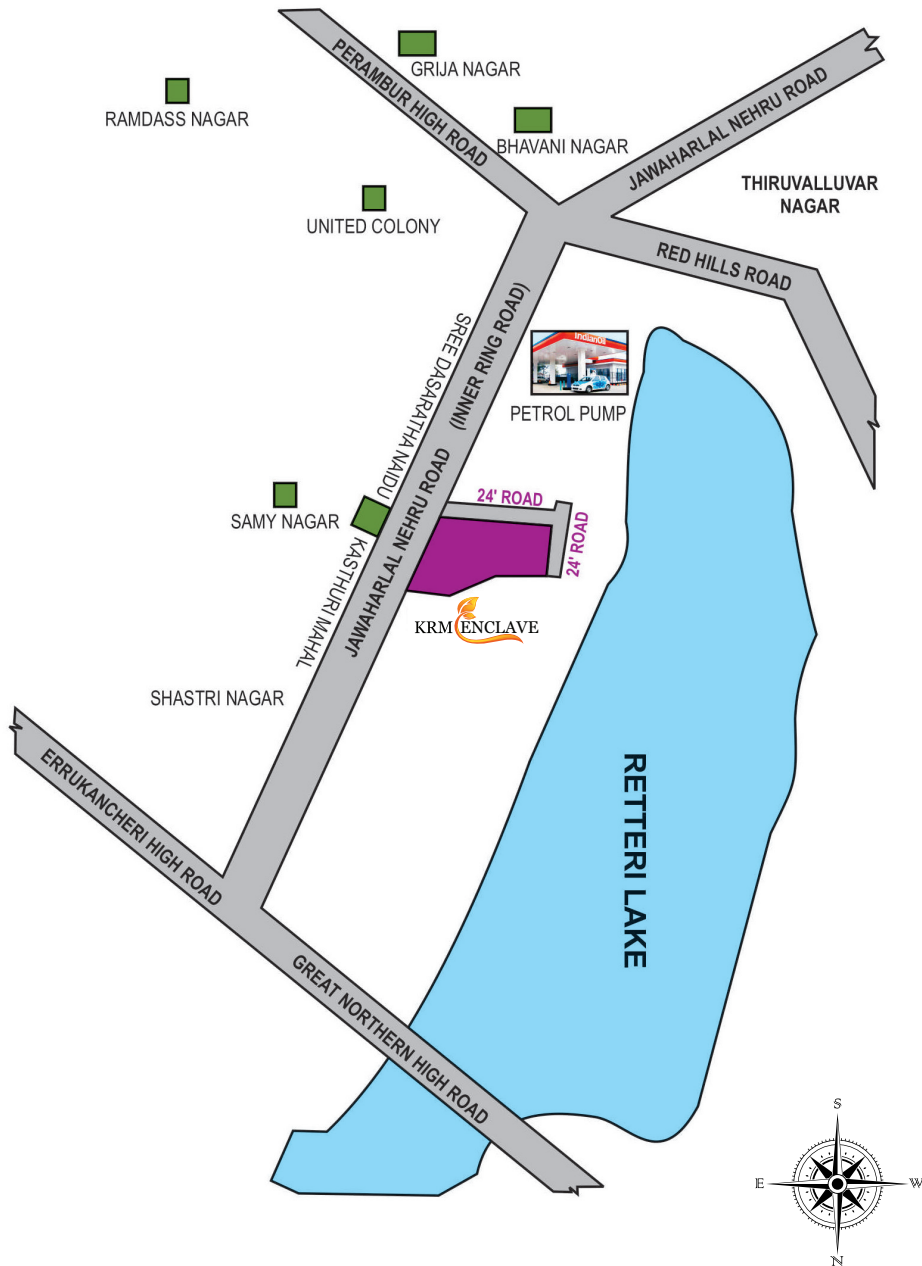 GRIJA NAGAR
PERAMBUR HIGH ROAD
RAMDASS NAGAR
BHAVANI NAGAR
JAWAHARLAL NEHRU ROAD
THIRUVALLUVAR
NAGAR
UNITED COLONY
RED HILLS ROAD
IndianOil
PETROL PUMP
SREE DASARATHA NAIDU
KASTHURI MAHAL
JAWAHARLAL NEHRU ROAD (INNER RING ROAD)
24' ROAD
24' ROAD
SAMY NAGAR
KRM ENCLAVE
SHASTRI NAGAR
ERRUKANCHERI HIGH ROAD
RETTERI LAKE
GREAT NORTHERN HIGH ROAD
S
E
W
N